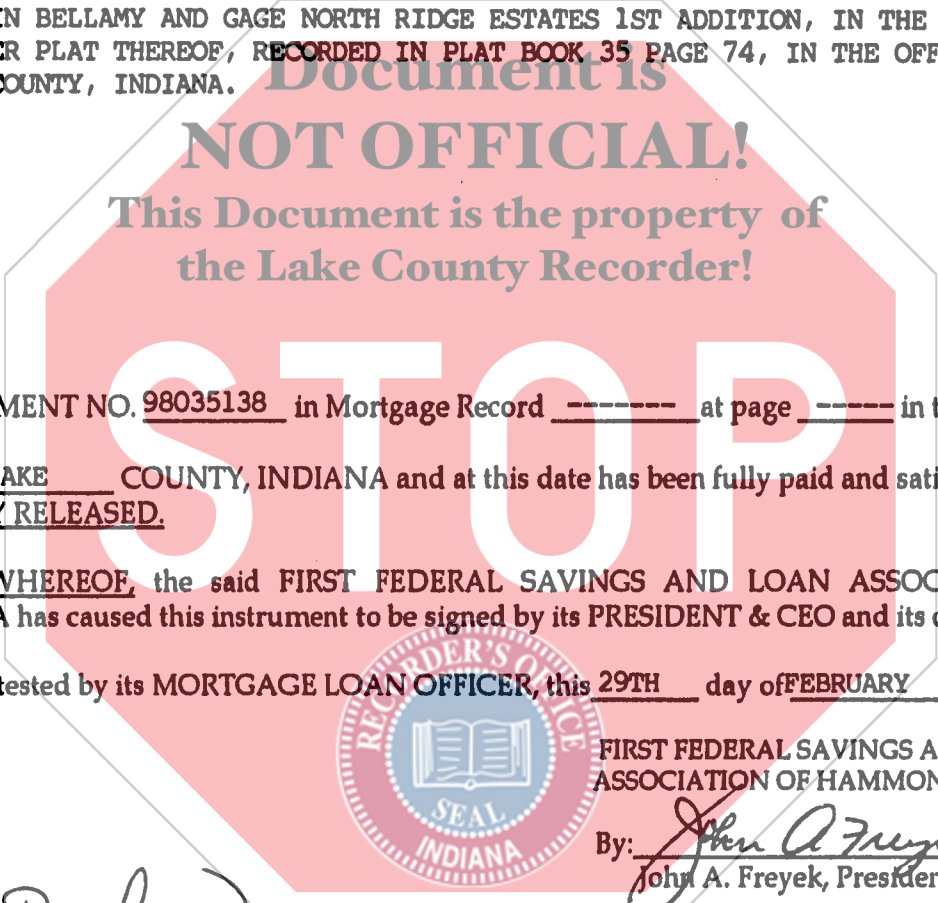 N BELLAMY AND GAGE NORTH RIDGE ESTATES 1ST ADDITION, IN THE
R PLAT THEREOF, RECORDED IN PLAT BOOK 35 PAGE 74, IN THE OFF
OUNTY, INDIANA.
Document is
NOT OFFICIAL!
This Document is the property of
the Lake County Recorder!
STOP
MENT NO. 98035138 in Mortgage Record ------- at page ----- in t
AKE COUNTY, INDIANA and at this date has been fully paid and sati
RELEASED.
WHEREOF, the said FIRST FEDERAL SAVINGS AND LOAN ASSOC
A has caused this instrument to be signed by its PRESIDENT & CEO and its
tested by its MORTGAGE LOAN OFFICER, this 29TH day of FEBRUARY
RECORDER'S OFFICE
SEAL
INDIANA
FIRST FEDERAL SAVINGS A
ASSOCIATION OF HAMMON
By: John A Frey
John A. Freyek, Presiden